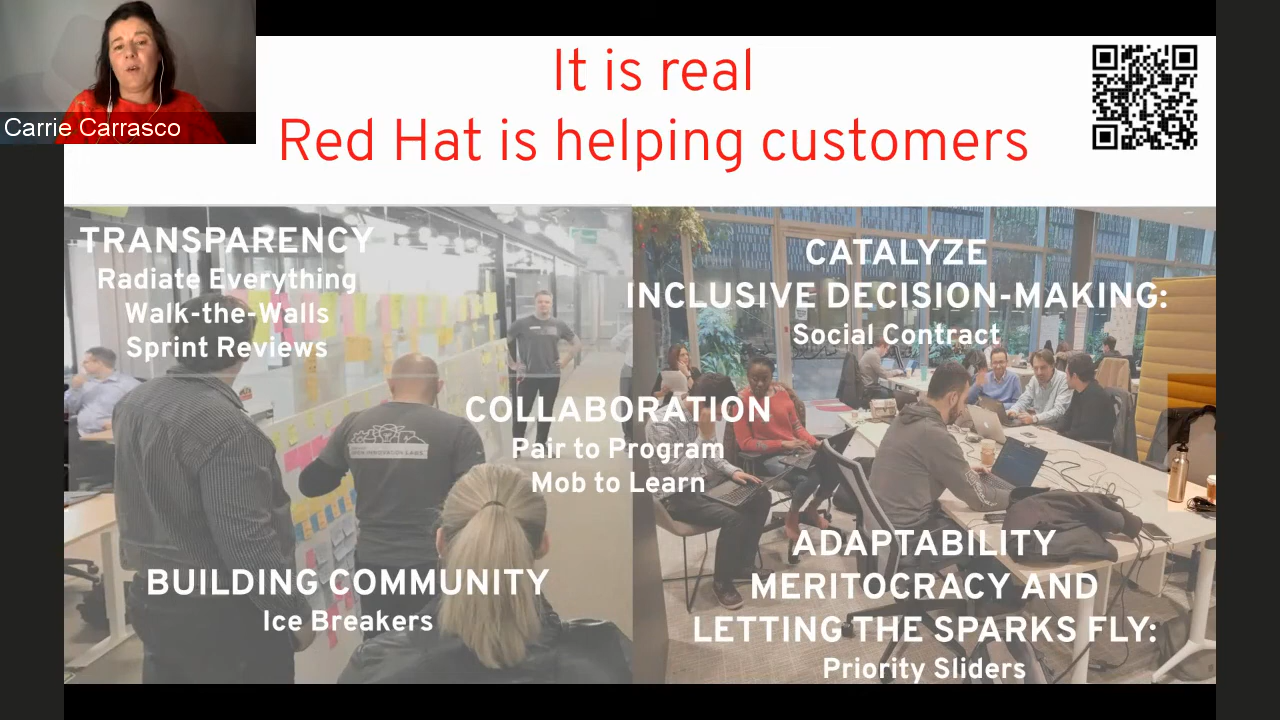 It is real
Red Hat is helping customers
Carrie Carrasco
TRANSPARENCY
Radiate Everything
Walk-the-Walls
Sprint Reviews
CATALYZE
INCLUSIVE DECISION-MAKING:
Social Contract
COLLABORATION
Pair to Program
Mob to Learn
BUILDING COMMUNITY
Ice Breakers
ADAPTABILITY
MERITOCRACY AND
LETTING THE SPARKS FLY:
Priority Sliders